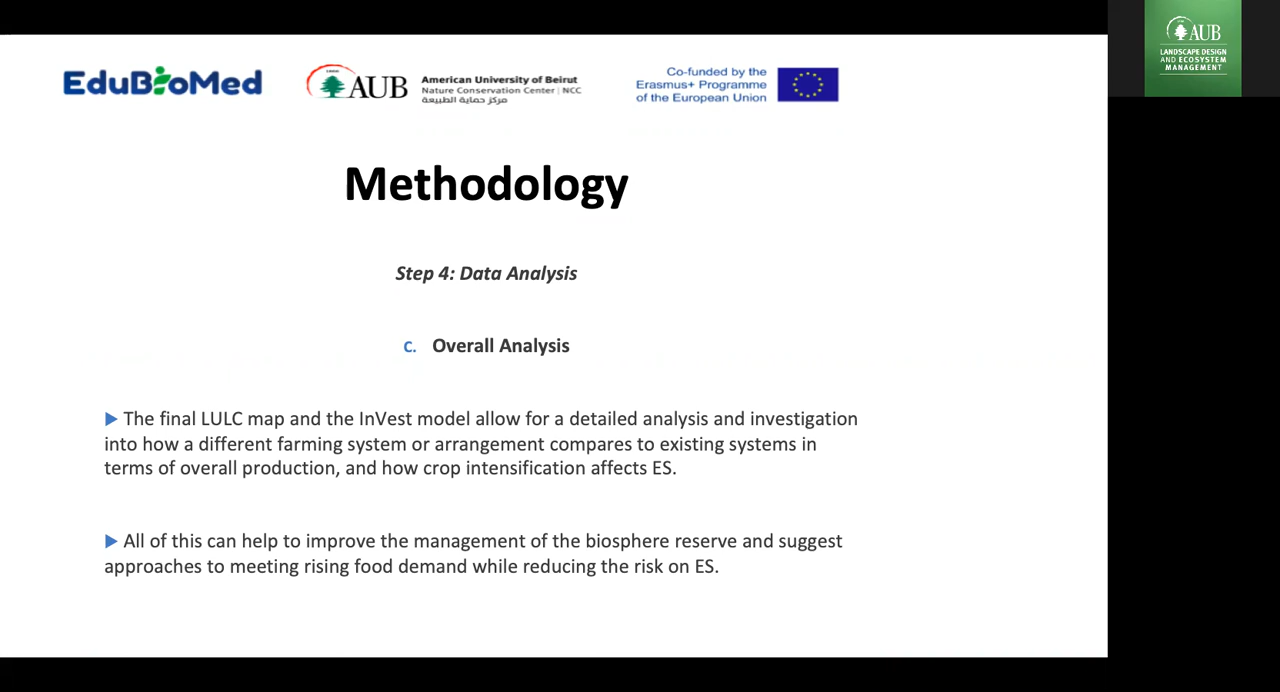 EduBioMed
AUB
American University of Beirut
Nature Conservation Center | NCC
مركز حماية الطبيعة
Co-funded by the
Erasmus+ Programme
of the European Union
AUB
LANDSCAPE DESIGN
AND ECOSYSTEM
MANAGEMENT
Methodology
Step 4: Data Analysis
c. Overall Analysis
▶ The final LULC map and the InVest model allow for a detailed analysis and investigation
into how a different farming system or arrangement compares to existing systems in
terms of overall production, and how crop intensification affects ES.
▶ All of this can help to improve the management of the biosphere reserve and suggest
approaches to meeting rising food demand while reducing the risk on ES.